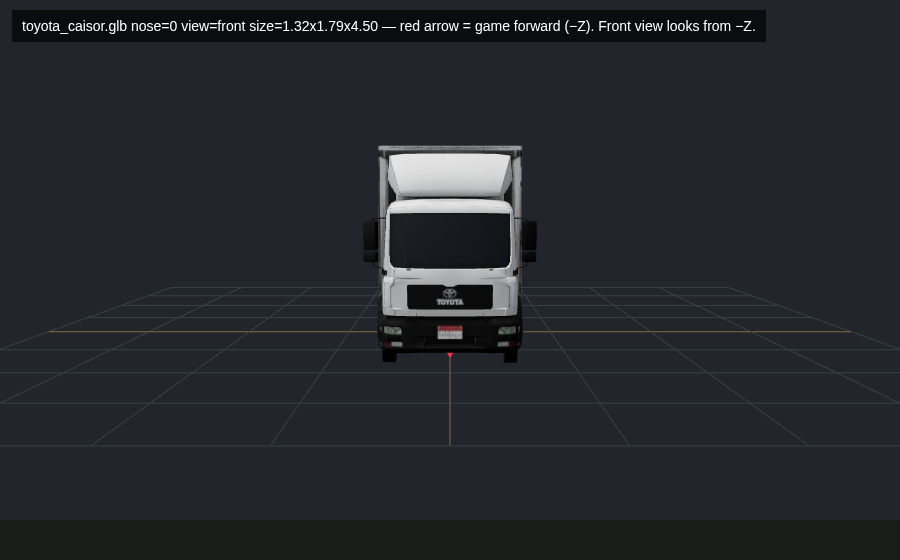 toyota_caisor.glb nose=0 view=front size=1.32x1.79x4.50 — red arrow = game forward (−Z). Front view looks from −Z.
TOYOTA